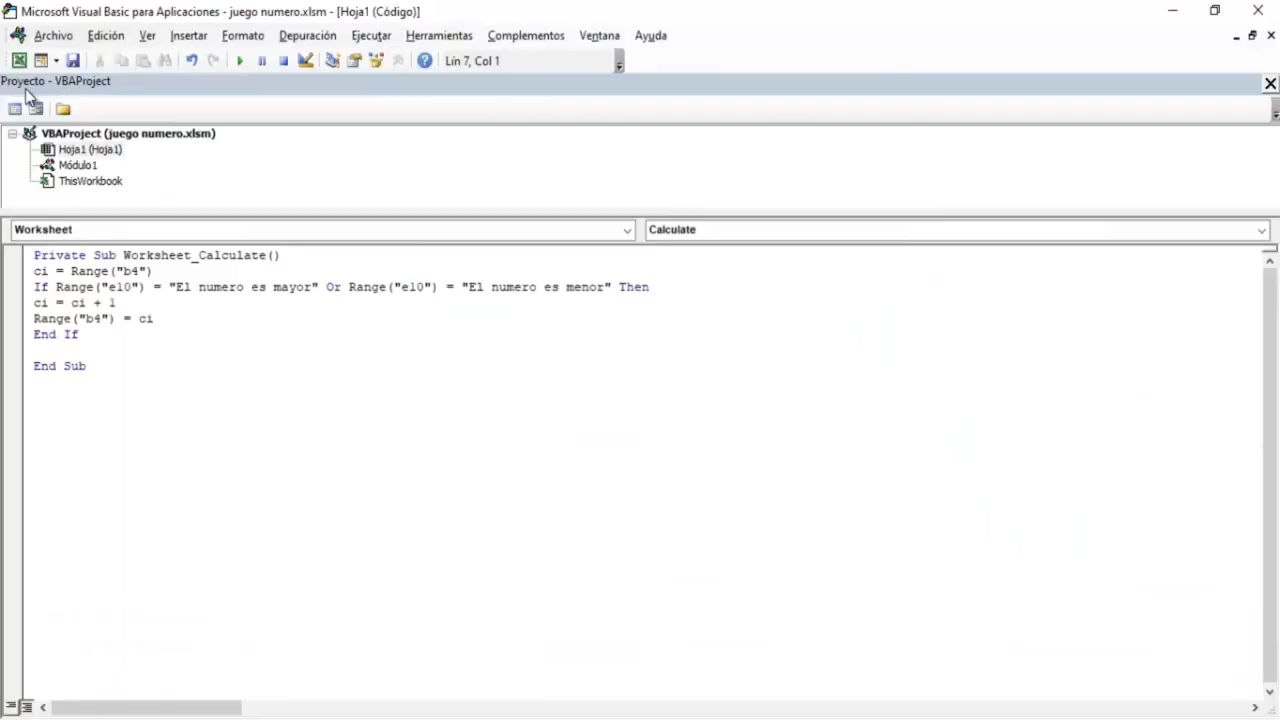 Microsoft Visual Basic para Aplicaciones - juego numero.xlsm - [Hoja1 (Código)]
Archivo Edición Ver Insertar Formato Depuración Ejecutar Herramientas Complementos Ventana Ayuda
Lín 7, Col 1
Proyecto - VBAProject
VBAProject (juego numero.xlsm)
Hoja1 (Hoja1)
Módulo1
ThisWorkbook
Worksheet Calculate
Private Sub Worksheet_Calculate()
ci = Range("b4")
If Range("e10") = "El numero es mayor" Or Range("e10") = "El numero es menor" Then
ci = ci + 1
Range("b4") = ci
End If
End Sub